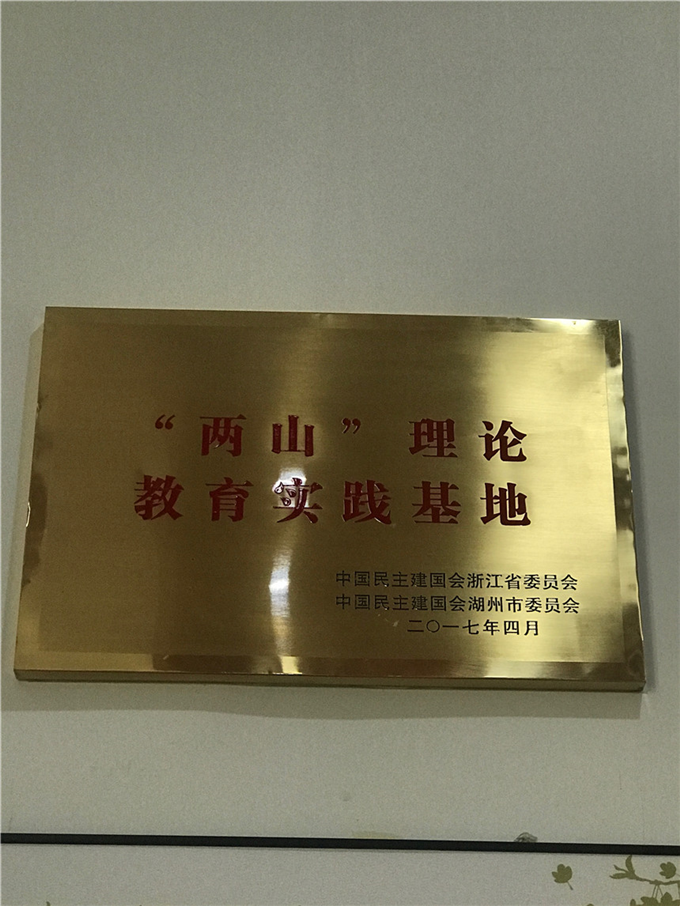 “两山”理论
教育实践基地
中国民主建国会浙江省委员会
中国民主建国会湖州市委员会
二〇一七年四月